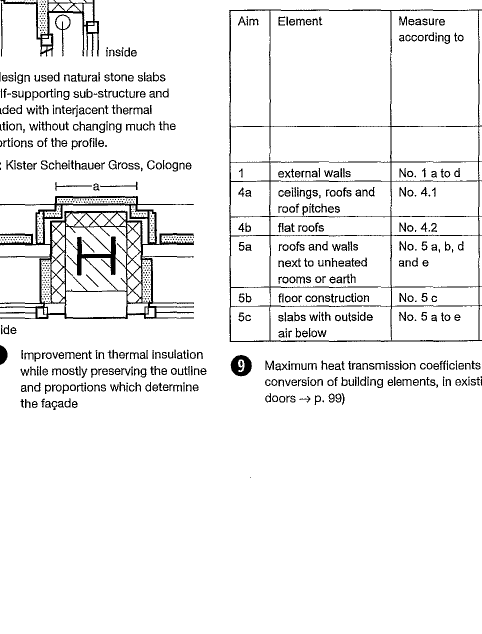 inside
design used natural stone slabs
lf-supporting sub-structure and
aded with interjacent thermal
ation, without changing much the
ortions of the profile.
: Kister Scheithauer Gross, Cologne
a
H
ide
improvement in thermal insulation
while mostly preserving the outline
and proportions which determine
the façade
Aim Element Measure
according to
1 external walls No. 1 a to d
4a ceilings, roofs and No. 4.1
roof pitches
4b flat roofs No. 4.2
5a roofs and walls No. 5 a, b, d
next to unheated and e
rooms or earth
5b floor construction No. 5 c
5c slabs with outside No. 5 a to e
air below
9 Maximum heat transmission coefficients
conversion of building elements, in existi
doors → p. 99)